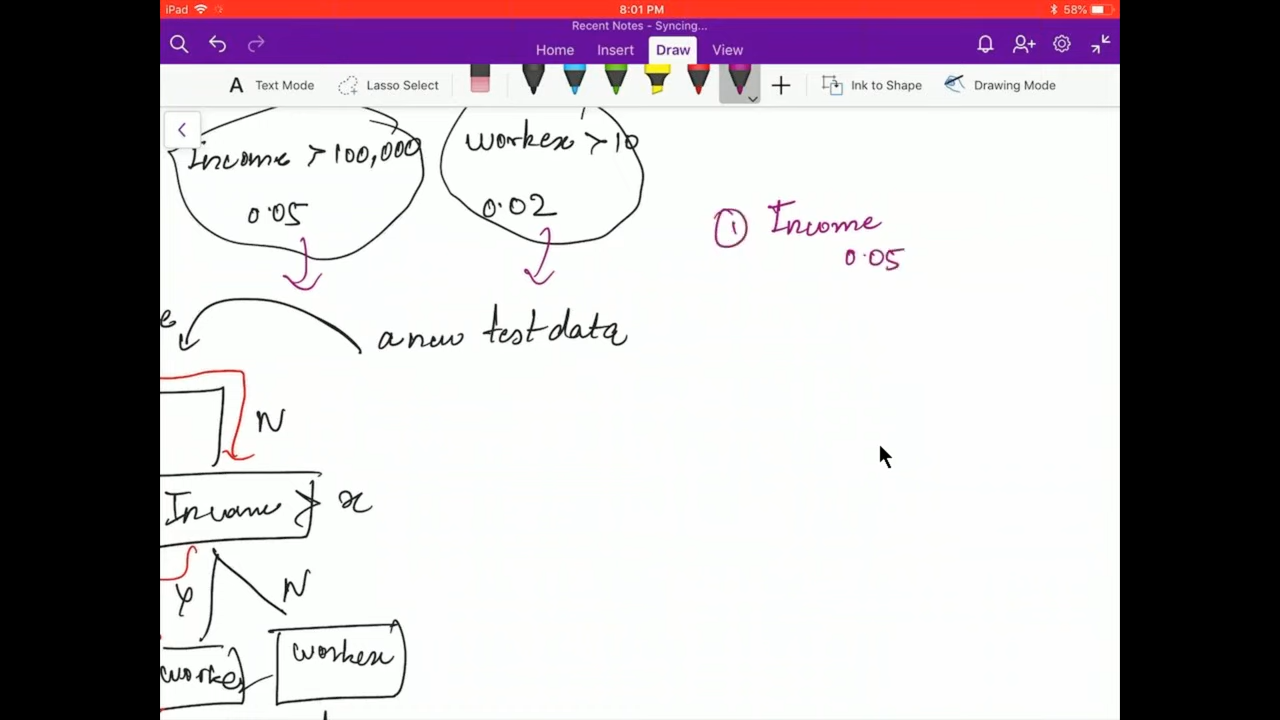 iPad 8:01 PM 58%
Recent Notes - Syncing...
Home Insert Draw View
A Text Mode Lasso Select Ink to Shape Drawing Mode
Income > 100,000
0.05
workex > 10
0.02
① Income
0.05
a new test data
N
Income > x
Y N
worke
workex